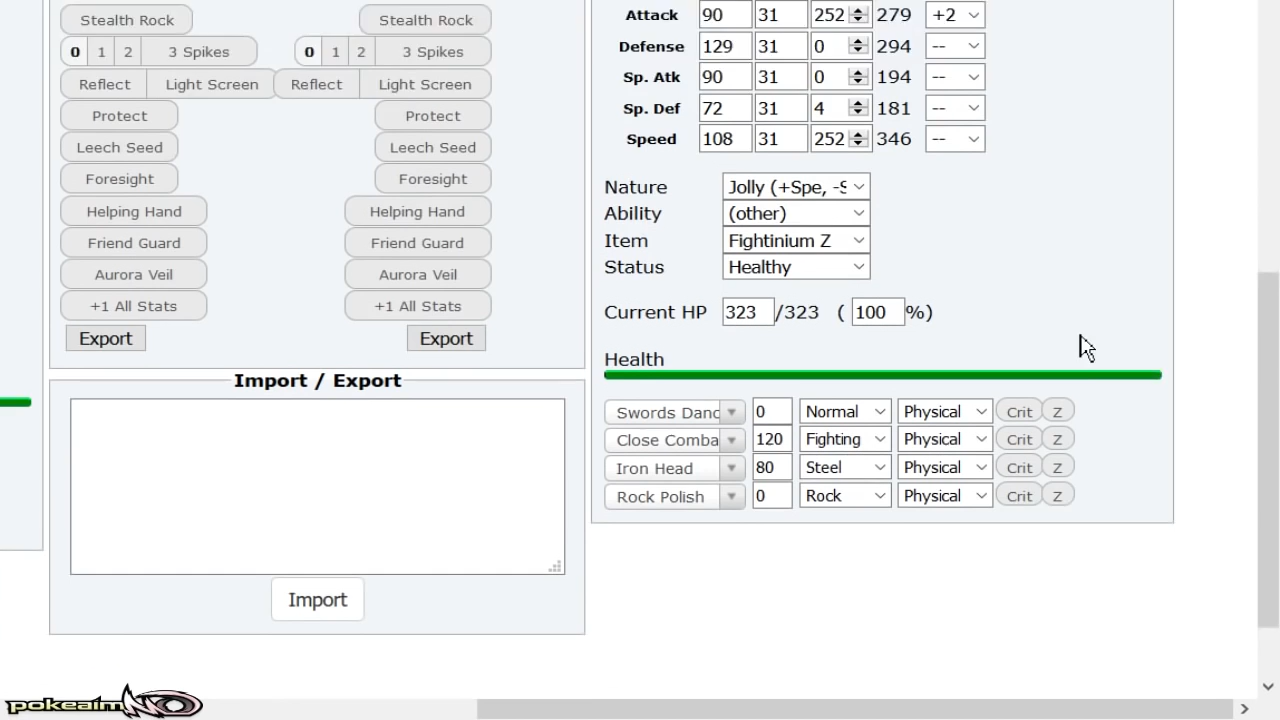 Stealth Rock Stealth Rock
0 1 2 3 Spikes 0 1 2 3 Spikes
Reflect Light Screen Reflect Light Screen
Protect Protect
Leech Seed Leech Seed
Foresight Foresight
Helping Hand Helping Hand
Friend Guard Friend Guard
Aurora Veil Aurora Veil
+1 All Stats +1 All Stats
Export Export
Import / Export
Import
Attack 90 31 252 279 +2
Defense 129 31 0 294 --
Sp. Atk 90 31 0 194 --
Sp. Def 72 31 4 181 --
Speed 108 31 252 346 --
Nature Jolly (+Spe, -S
Ability (other)
Item Fightinium Z
Status Healthy
Current HP 323 /323 ( 100 %)
Health
Swords Danc 0 Normal Physical Crit Z
Close Comba 120 Fighting Physical Crit Z
Iron Head 80 Steel Physical Crit Z
Rock Polish 0 Rock Physical Crit Z
pokeaimMD